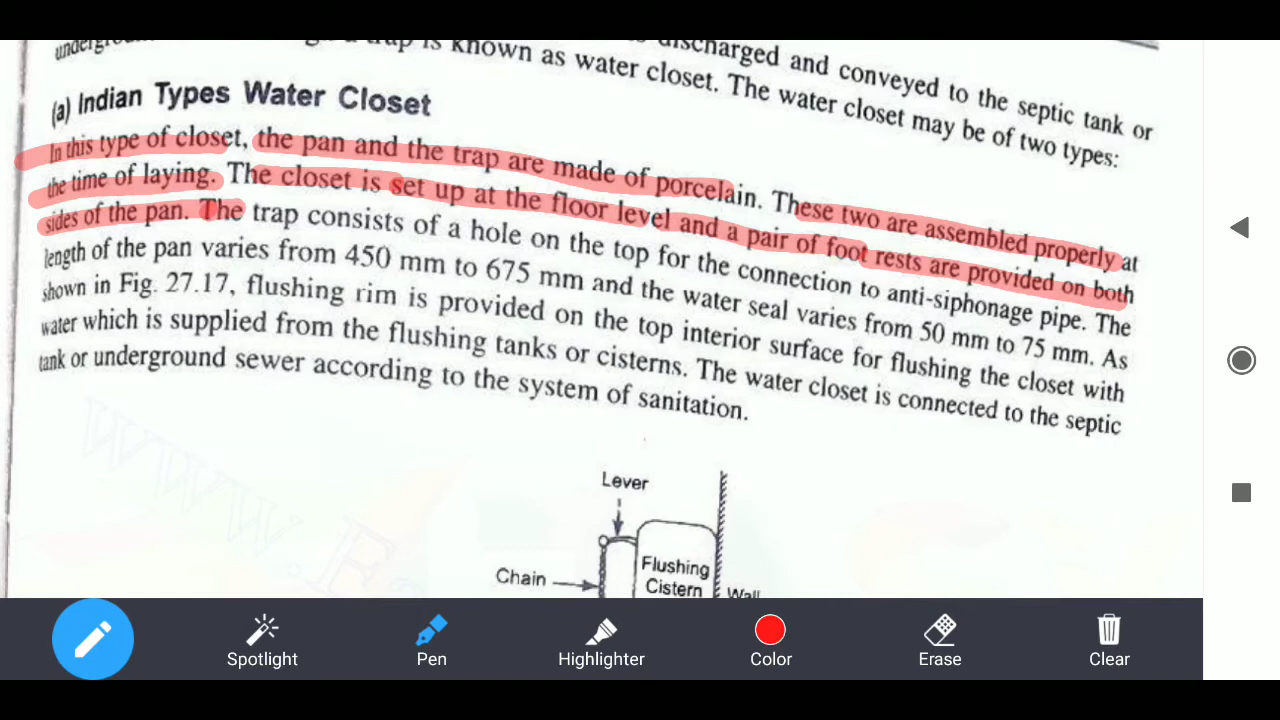 discharged and conveyed to the septic tank or
a trap is known as water closet. The water closet may be of two types:
(a) Indian Types Water Closet
In this type of closet, the pan and the trap are made of porcelain. These two are assembled properly at
the time of laying. The closet is set up at the floor level and a pair of foot rests are provided on both
sides of the pan. The trap consists of a hole on the top for the connection to anti-siphonage pipe. The
length of the pan varies from 450 mm to 675 mm and the water seal varies from 50 mm to 75 mm. As
shown in Fig. 27.17, flushing rim is provided on the top interior surface for flushing the closet with
water which is supplied from the flushing tanks or cisterns. The water closet is connected to the septic
tank or underground sewer according to the system of sanitation.
Lever
Chain
Flushing
Cistern
Wall
Spotlight
Pen
Highlighter
Color
Erase
Clear